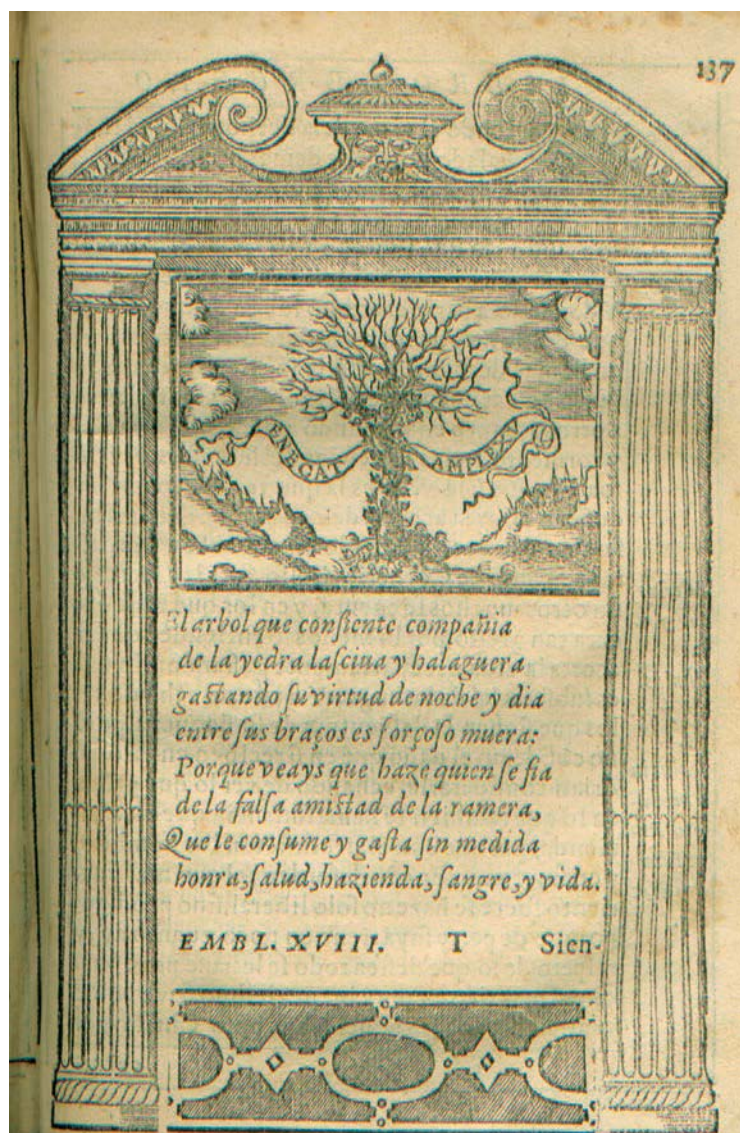 137
ENECAT AMPLEXV
El arbol que conſiente compañia
de la yedra laſciua y halaguera
gaſtando ſu virtud de noche y dia
entre ſus braços es forçoſo muera:
Porque veays que haze quien ſe fia
de la falſa amiſtad de la ramera,
Que le conſume y gaſta ſin medida
honra, ſalud, hazienda, ſangre, y vida.
EMBL. XVIII. T Sien-